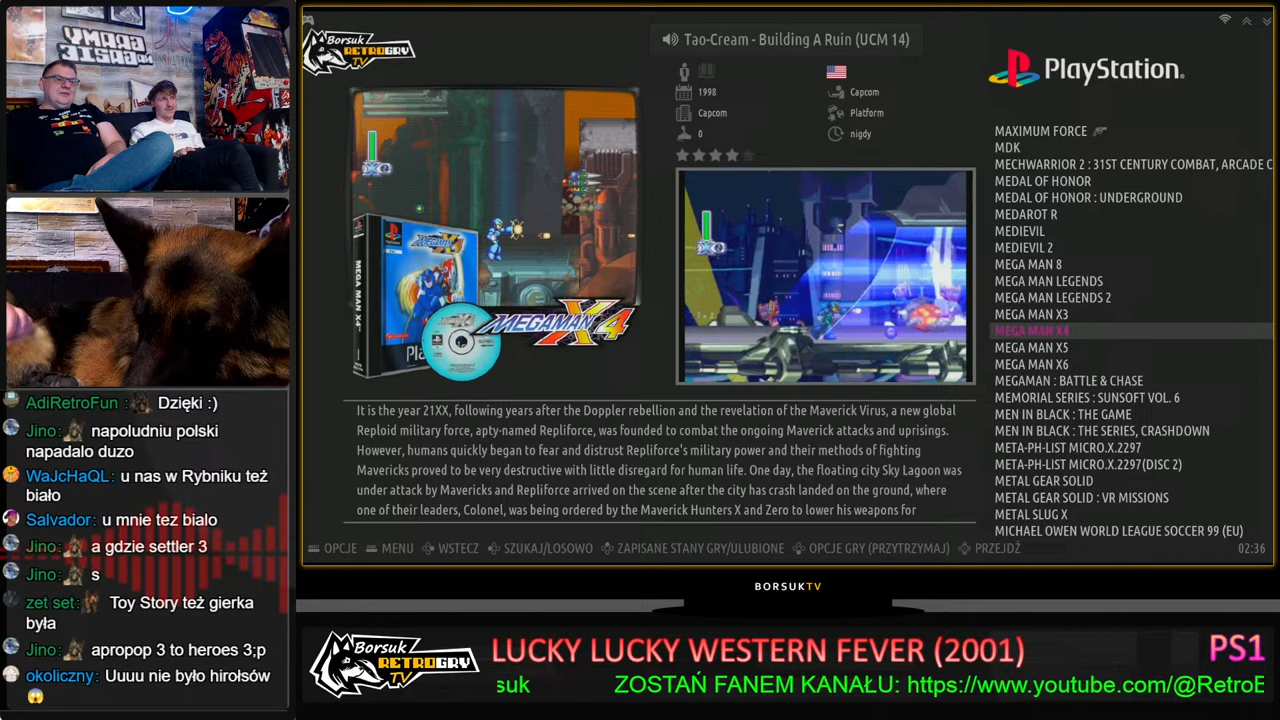 GRAMY
NAGAZIE
AdiRetroFun : Dzięki :)
Jino: napoludniu polski
napadalo duzo
WaJcHaQL: u nas w Rybniku też
biało
Salvador: u mnie tez bialo
Jino: a gdzie settler 3
Jino: s
zet set: Toy Story też gierka
była
Jino: apropop 3 to heroes 3;p
okoliczny: Uuuu nie było hirołsów
Borsuk
RETROGRY
TV
Tao-Cream - Building A Ruin (UCM 14)
1998
Capcom
Capcom
Platform
0
nigdy
MEGA MAN X4
MEGAMAN X4
It is the year 21XX, following years after the Doppler rebellion and the revelation of the Maverick Virus, a new global
Reploid military force, apty-named Repliforce, was founded to combat the ongoing Maverick attacks and uprisings.
However, humans quickly began to fear and distrust Repliforce's military power and their methods of fighting
Mavericks proved to be very destructive with little disregard for human life. One day, the floating city Sky Lagoon was
under attack by Mavericks and Repliforce arrived on the scene after the city has crash landed on the ground, where
one of their leaders, Colonel, was being ordered by the Maverick Hunters X and Zero to lower his weapons for
PlayStation
MAXIMUM FORCE
MDK
MECHWARRIOR 2 : 31ST CENTURY COMBAT, ARCADE C
MEDAL OF HONOR
MEDAL OF HONOR : UNDERGROUND
MEDAROT R
MEDIEVIL
MEDIEVIL 2
MEGA MAN 8
MEGA MAN LEGENDS
MEGA MAN LEGENDS 2
MEGA MAN X3
MEGA MAN X4
MEGA MAN X5
MEGA MAN X6
MEGAMAN : BATTLE & CHASE
MEMORIAL SERIES : SUNSOFT VOL. 6
MEN IN BLACK : THE GAME
MEN IN BLACK : THE SERIES, CRASHDOWN
META-PH-LIST MICRO.X.2297
META-PH-LIST MICRO.X.2297(DISC 2)
METAL GEAR SOLID
METAL GEAR SOLID : VR MISSIONS
METAL SLUG X
MICHAEL OWEN WORLD LEAGUE SOCCER 99 (EU)
OPCJE MENU WSTECZ SZUKAJ/LOSOWO ZAPISANE STANY GRY/ULUBIONE OPCJE GRY (PRZYTRZYMAJ) PRZEJDŹ 02:36
BORSUKTV
Borsuk
RETROGRY
TV
LUCKY LUCKY WESTERN FEVER (2001) PS1
suk ZOSTAŃ FANEM KANAŁU: https://www.youtube.com/@RetroB